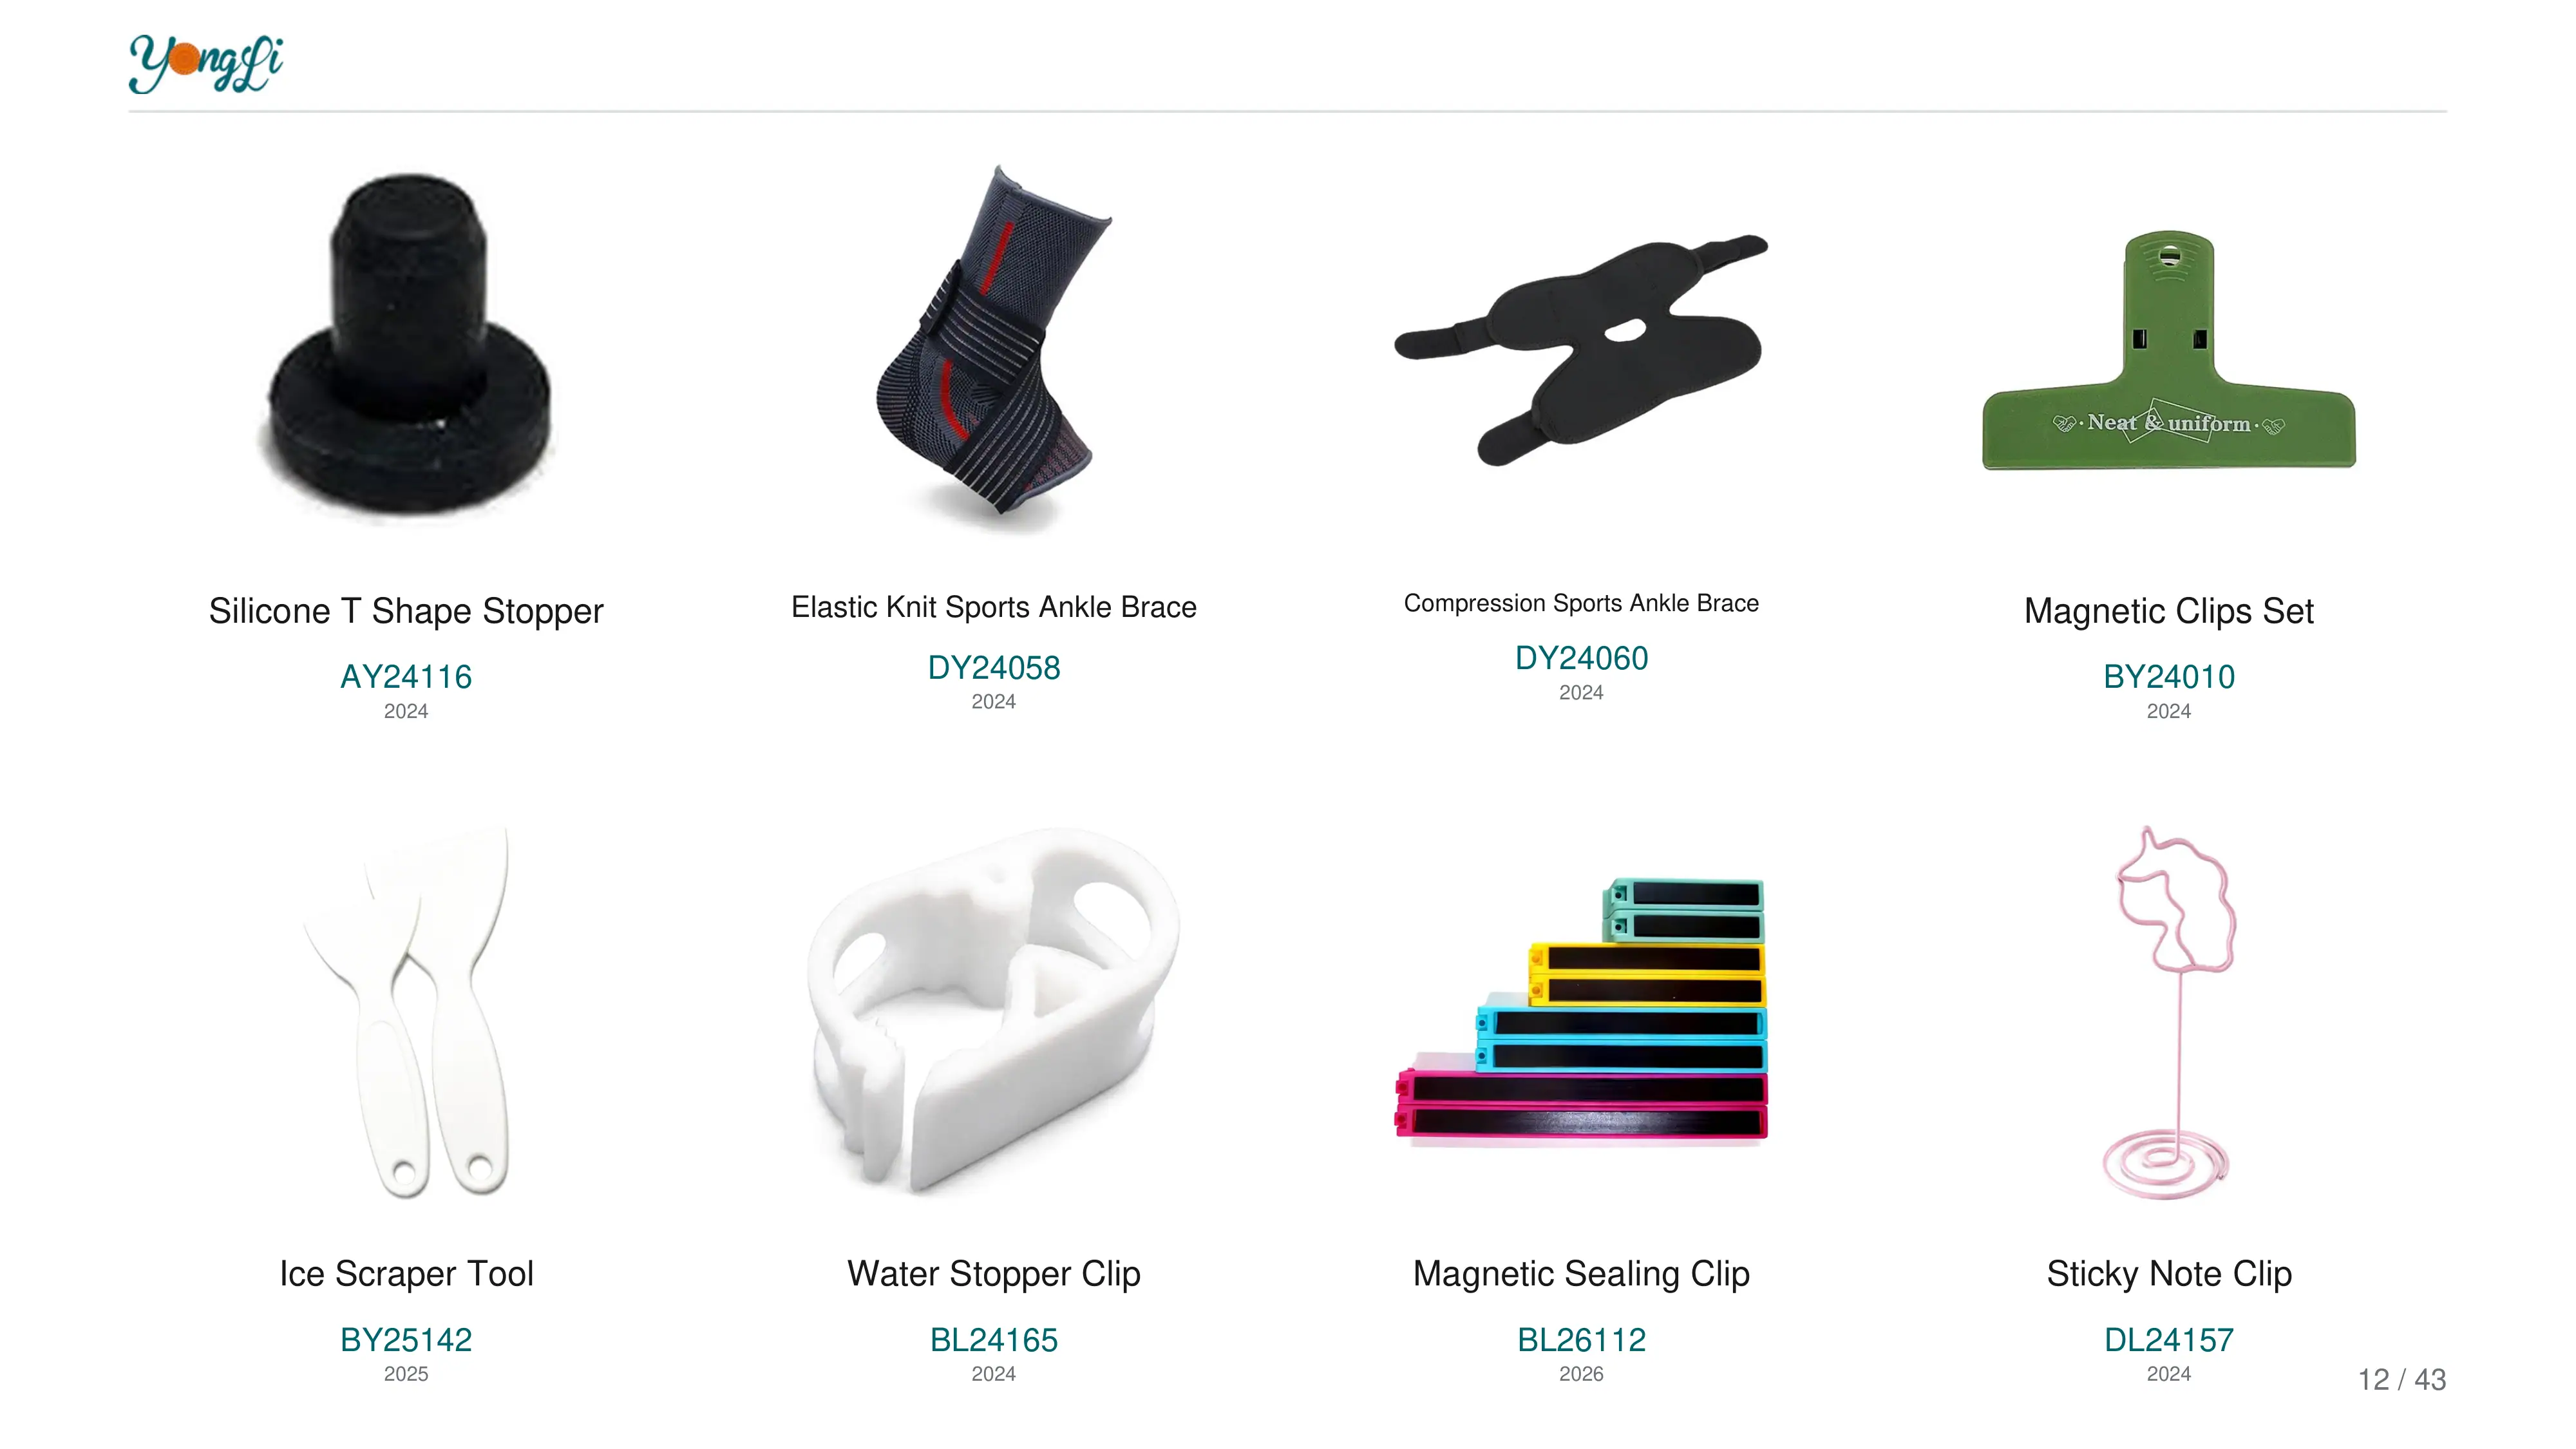 YongLi
Silicone T Shape Stopper
AY24116
2024
Elastic Knit Sports Ankle Brace
DY24058
2024
Compression Sports Ankle Brace
DY24060
2024
· Neat & uniform ·
Magnetic Clips Set
BY24010
2024
Ice Scraper Tool
BY25142
2025
Water Stopper Clip
BL24165
2024
Magnetic Sealing Clip
BL26112
2026
Sticky Note Clip
DL24157
2024
12 / 43